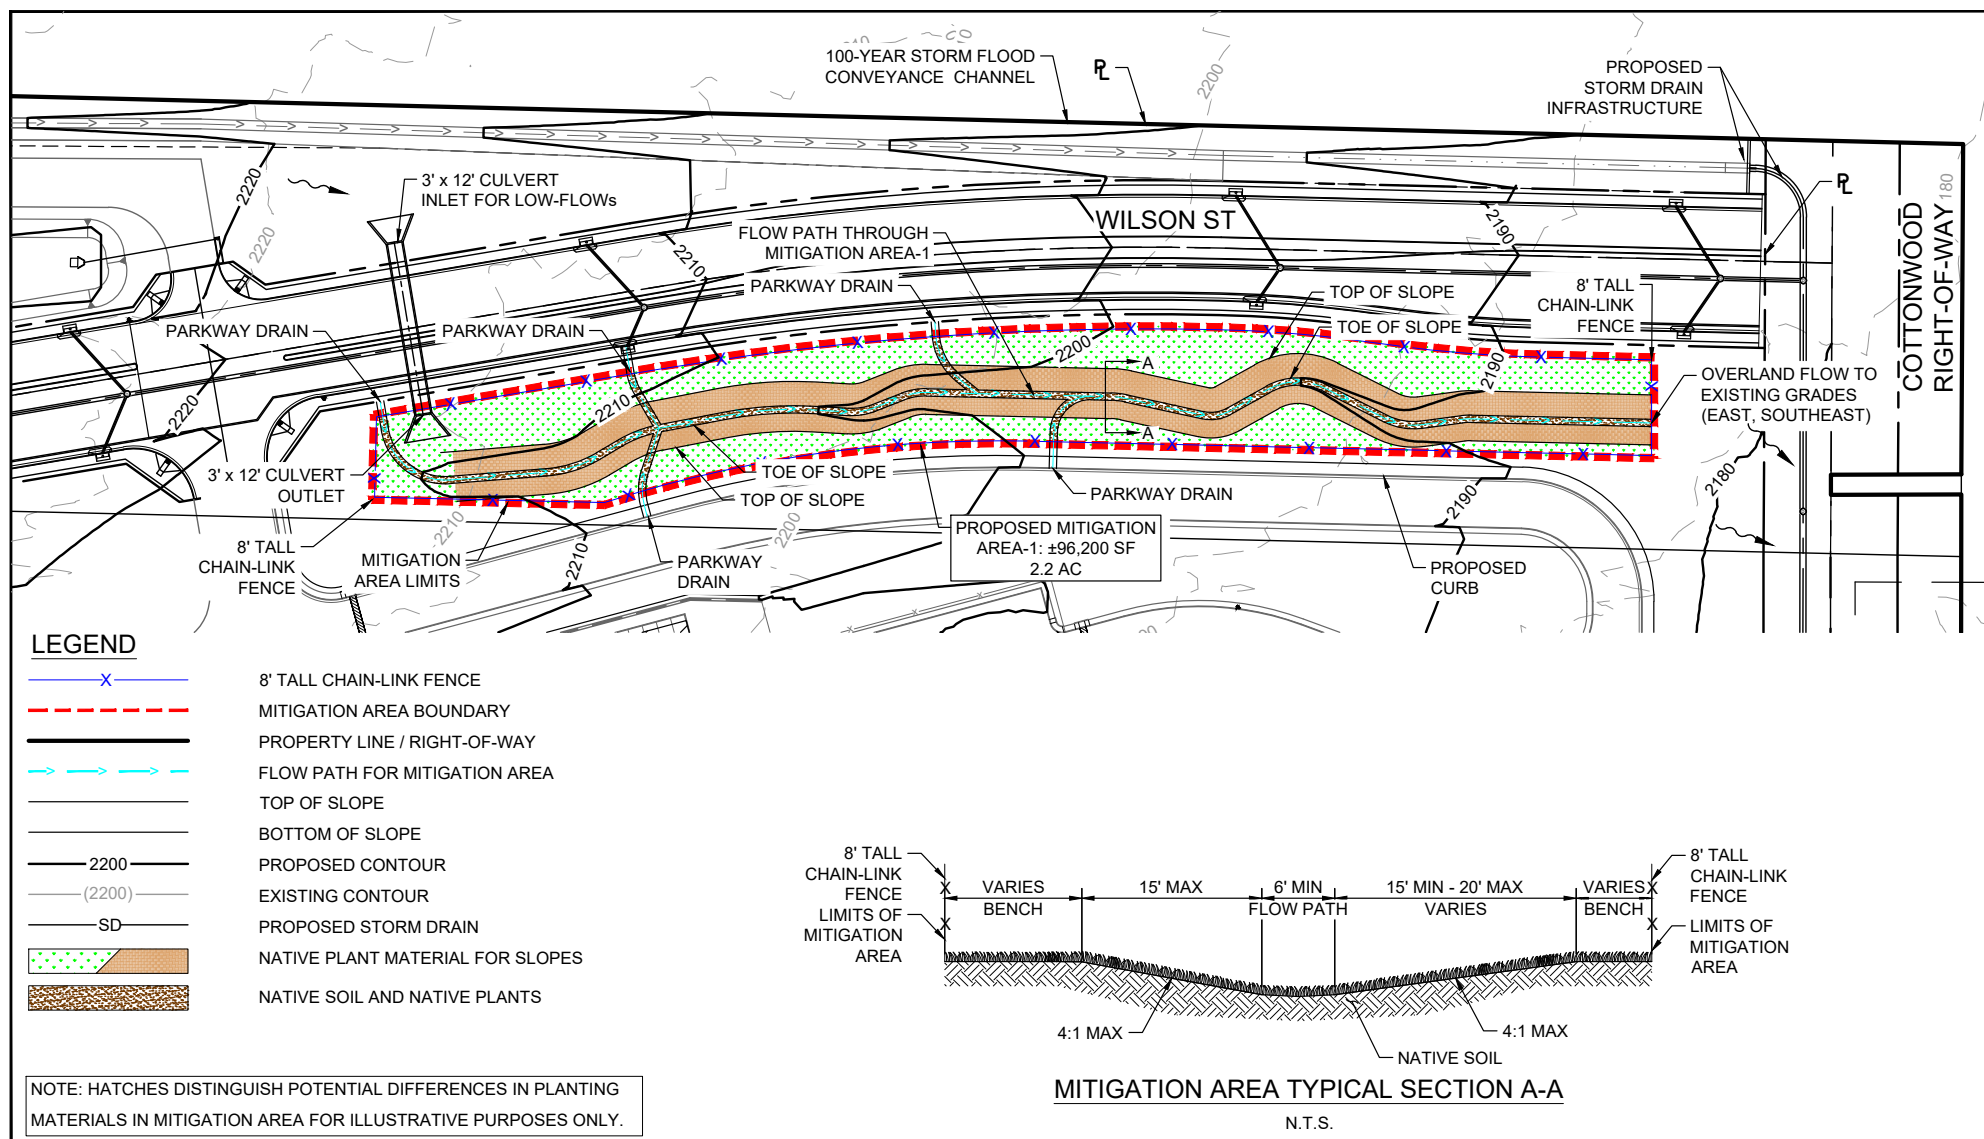 100-YEAR STORM FLOOD
CONVEYANCE CHANNEL
PL
2200
PROPOSED
STORM DRAIN
INFRASTRUCTURE
2220
2220
3' x 12' CULVERT
INLET FOR LOW-FLOWs
PL
180
COTTONWOOD
RIGHT-OF-WAY
WILSON ST
2190
FLOW PATH THROUGH
MITIGATION AREA-1
2210
PARKWAY DRAIN
TOP OF SLOPE
8' TALL
CHAIN-LINK
FENCE
PARKWAY DRAIN
PARKWAY DRAIN
TOE OF SLOPE
2200
A
2190
OVERLAND FLOW TO
EXISTING GRADES
(EAST, SOUTHEAST)
2220
2210
A
3' x 12' CULVERT
OUTLET
TOE OF SLOPE
TOP OF SLOPE
PARKWAY DRAIN
2180
2190
2210
2200
2210
PROPOSED MITIGATION
AREA-1: ±96,200 SF
2.2 AC
8' TALL
CHAIN-LINK
FENCE
MITIGATION
AREA LIMITS
PARKWAY
DRAIN
PROPOSED
CURB
LEGEND
X
8' TALL CHAIN-LINK FENCE
MITIGATION AREA BOUNDARY
PROPERTY LINE / RIGHT-OF-WAY
FLOW PATH FOR MITIGATION AREA
TOP OF SLOPE
BOTTOM OF SLOPE
2200 PROPOSED CONTOUR
(2200) EXISTING CONTOUR
SD PROPOSED STORM DRAIN
NATIVE PLANT MATERIAL FOR SLOPES
NATIVE SOIL AND NATIVE PLANTS
NOTE: HATCHES DISTINGUISH POTENTIAL DIFFERENCES IN PLANTING
MATERIALS IN MITIGATION AREA FOR ILLUSTRATIVE PURPOSES ONLY.
8' TALL
CHAIN-LINK
FENCE
LIMITS OF
MITIGATION
AREA
VARIES
BENCH
15' MAX
6' MIN
FLOW PATH
15' MIN - 20' MAX
VARIES
VARIES
BENCH
8' TALL
CHAIN-LINK
FENCE
LIMITS OF
MITIGATION
AREA
4:1 MAX
4:1 MAX
NATIVE SOIL
MITIGATION AREA TYPICAL SECTION A-A
N.T.S.